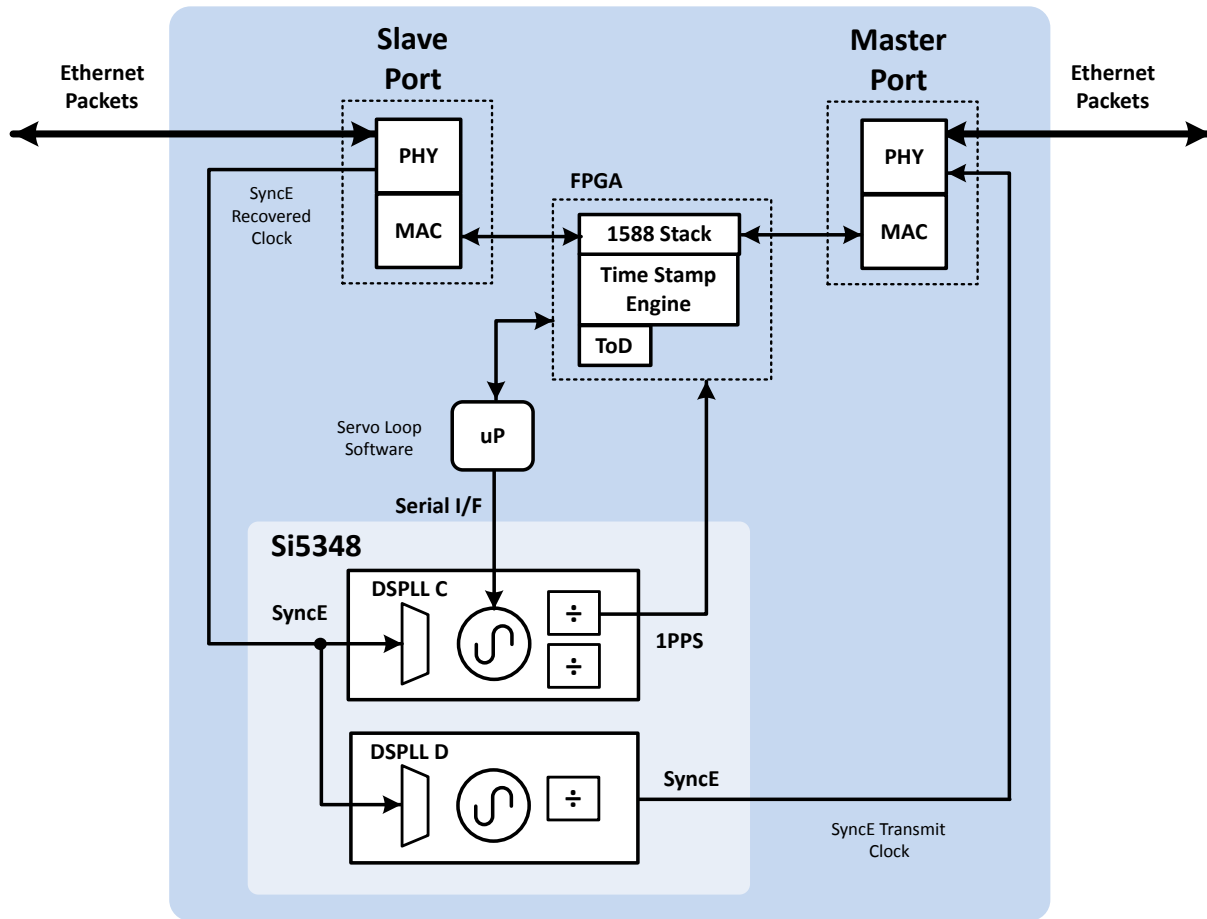 Slave
Port
Master
Port
Ethernet
Packets
Ethernet
Packets
PHY
MAC
SyncE
Recovered
Clock
FPGA
1588 Stack
Time Stamp
Engine
ToD
PHY
MAC
Servo Loop
Software
uP
Serial I/F
Si5348
DSPLL C
SyncE
÷
÷
1PPS
DSPLL D
÷
SyncE
SyncE Transmit
Clock